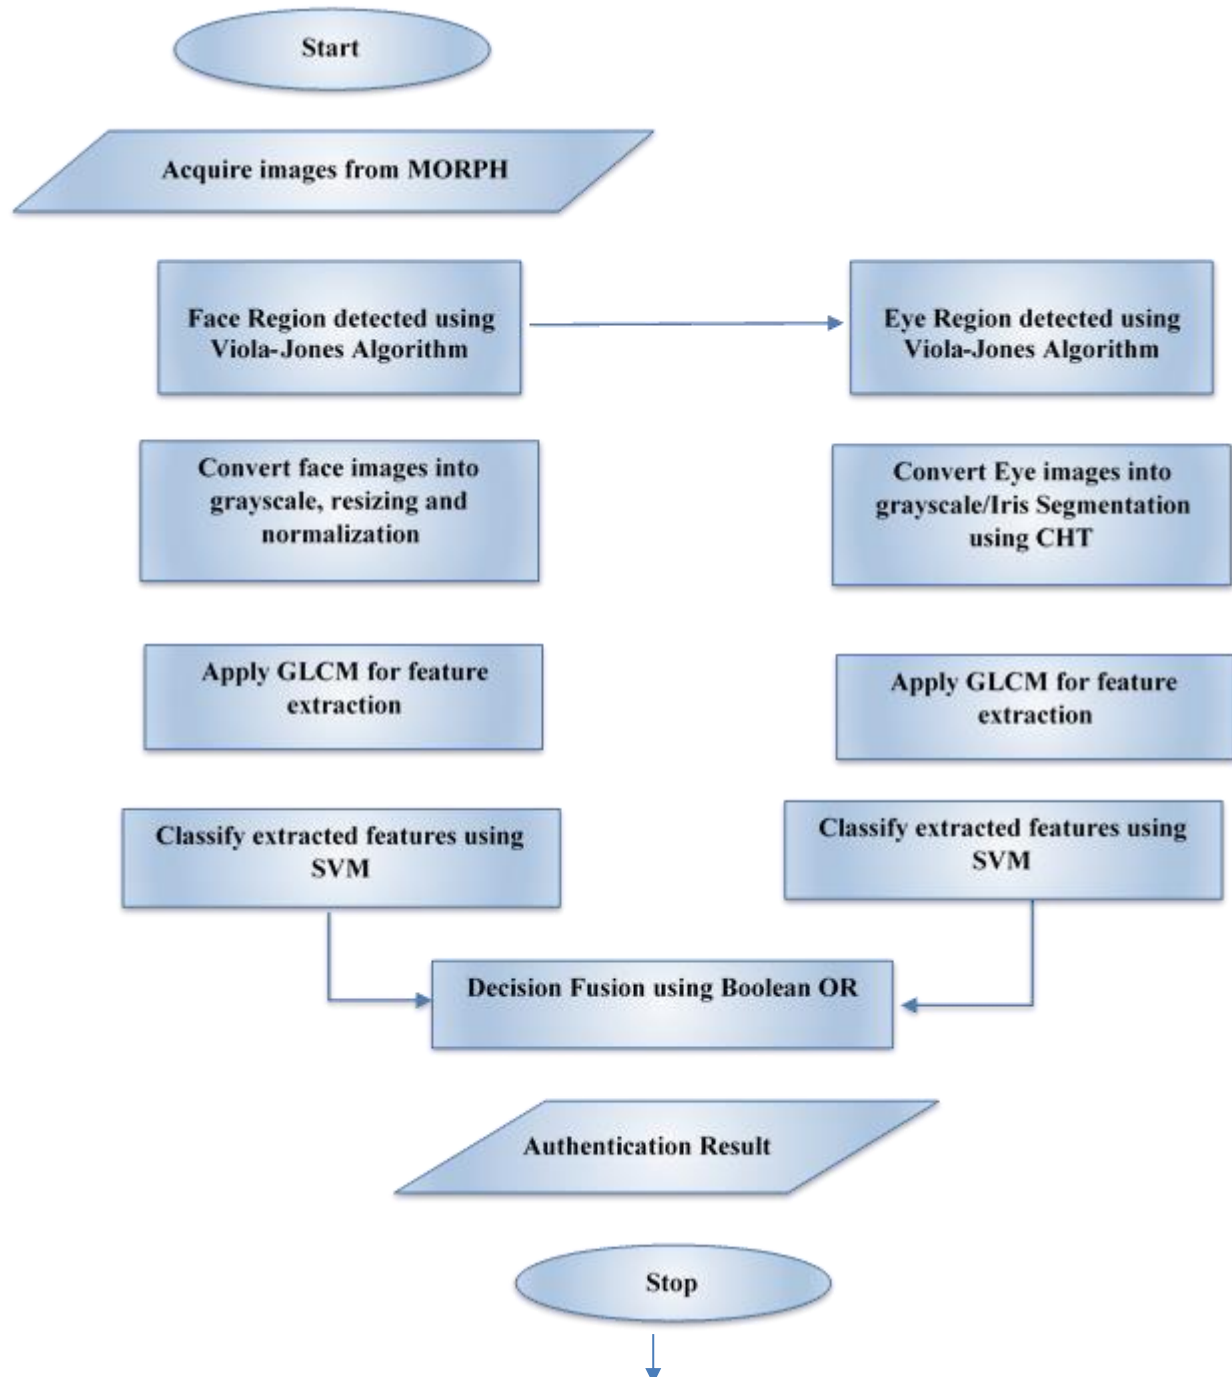 Start
Acquire images from MORPH
Face Region detected using
Viola-Jones Algorithm
Eye Region detected using
Viola-Jones Algorithm
Convert face images into
grayscale, resizing and
normalization
Convert Eye images into
grayscale/Iris Segmentation
using CHT
Apply GLCM for feature
extraction
Apply GLCM for feature
extraction
Classify extracted features using
SVM
Classify extracted features using
SVM
Decision Fusion using Boolean OR
Authentication Result
Stop